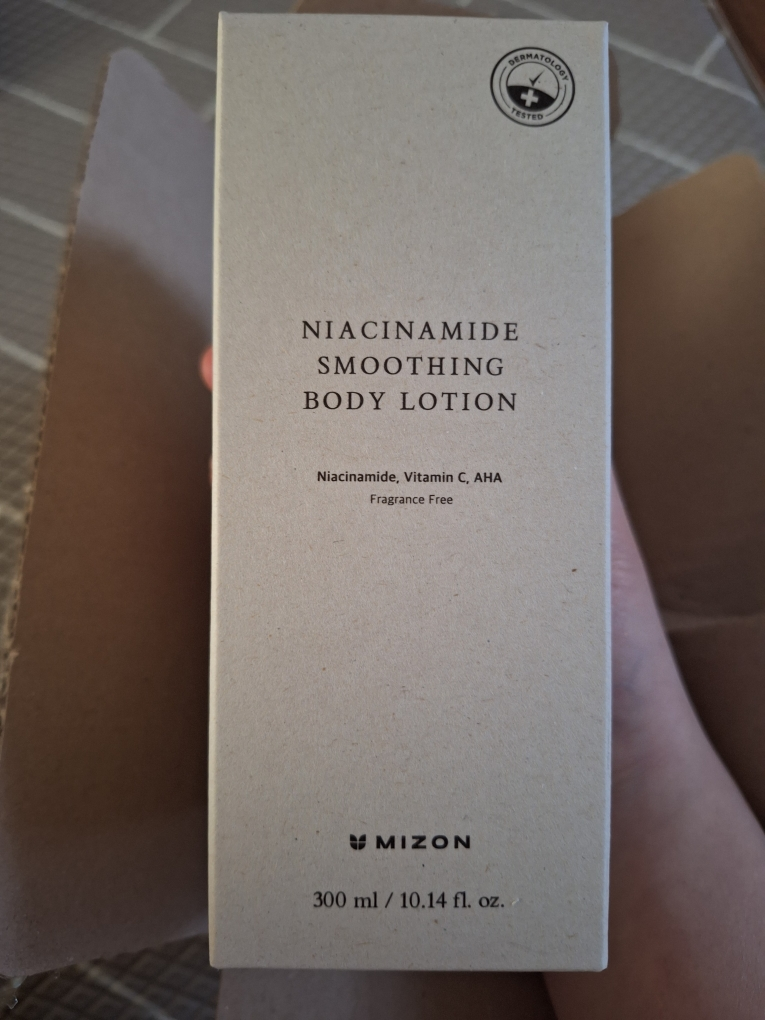 DERMATOLOGY
TESTED
NIACINAMIDE
SMOOTHING
BODY LOTION
Niacinamide, Vitamin C, AHA
Fragrance Free
MIZON
300 ml / 10.14 fl. oz.